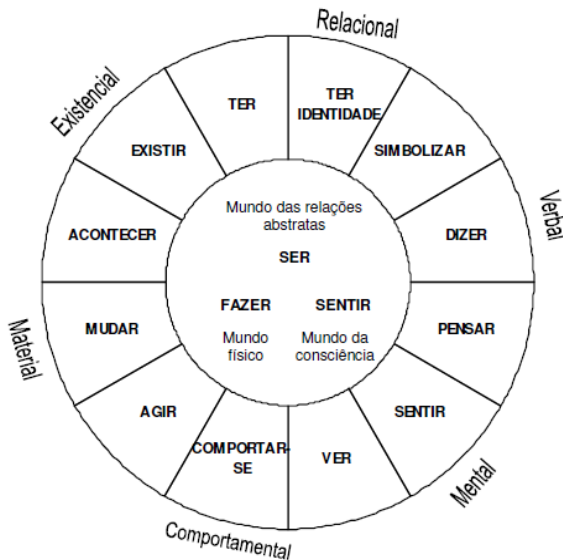 Relacional
Existencial
TER
TER
IDENTIDADE
EXISTIR
SIMBOLIZAR
Verbal
Mundo das relações
abstratas
SER
ACONTECER
DIZER
FAZER
SENTIR
Mundo
físico
Mundo da
consciência
MUDAR
PENSAR
Material
AGIR
SENTIR
COMPORTAR-
SE
VER
Mental
Comportamental